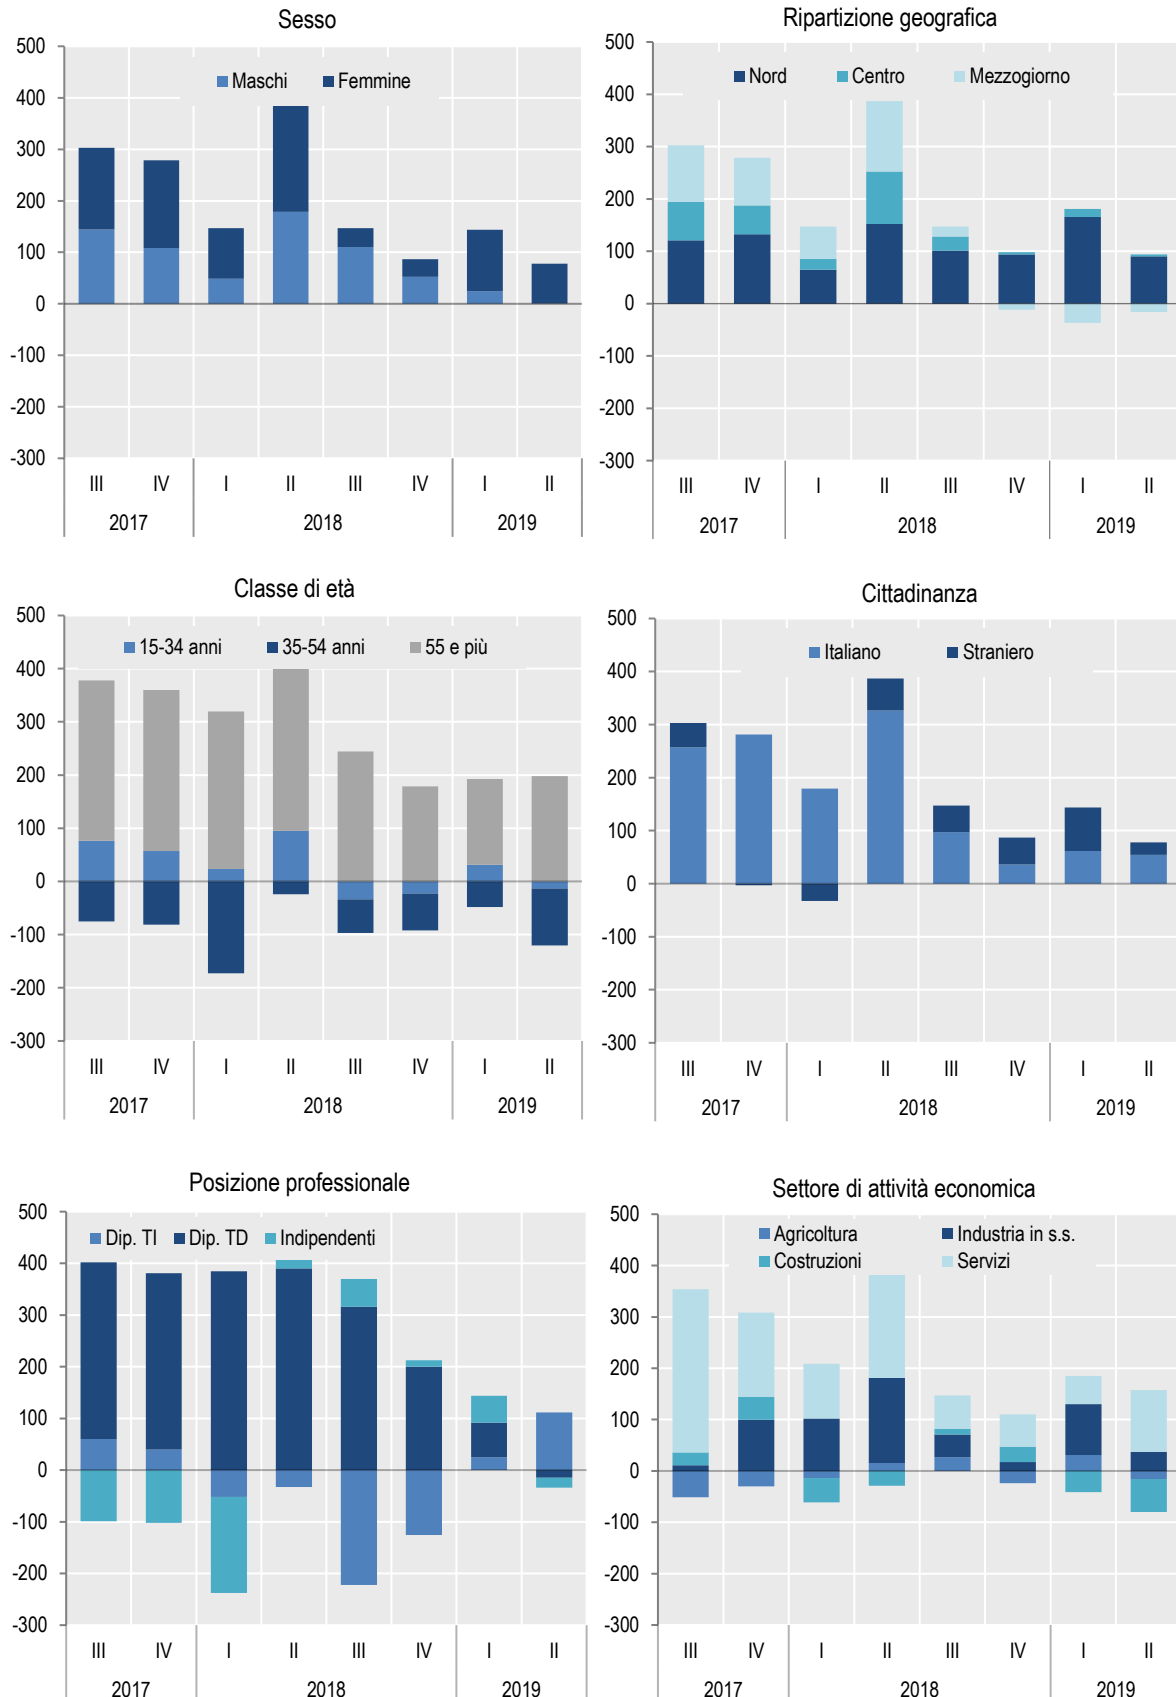 Sesso
Maschi Femmine
500
400
300
200
100
0
-100
-200
-300
III IV I II III IV I II
2017 2018 2019
Ripartizione geografica
Nord Centro Mezzogiorno
500
400
300
200
100
0
-100
-200
-300
III IV I II III IV I II
2017 2018 2019
Classe di età
15-34 anni 35-54 anni 55 e più
500
400
300
200
100
0
-100
-200
-300
III IV I II III IV I II
2017 2018 2019
Cittadinanza
Italiano Straniero
500
400
300
200
100
0
-100
-200
-300
III IV I II III IV I II
2017 2018 2019
Posizione professionale
Dip. TI Dip. TD Indipendenti
500
400
300
200
100
0
-100
-200
-300
III IV I II III IV I II
2017 2018 2019
Settore di attività economica
Agricoltura Industria in s.s.
Costruzioni Servizi
500
400
300
200
100
0
-100
-200
-300
III IV I II III IV I II
2017 2018 2019